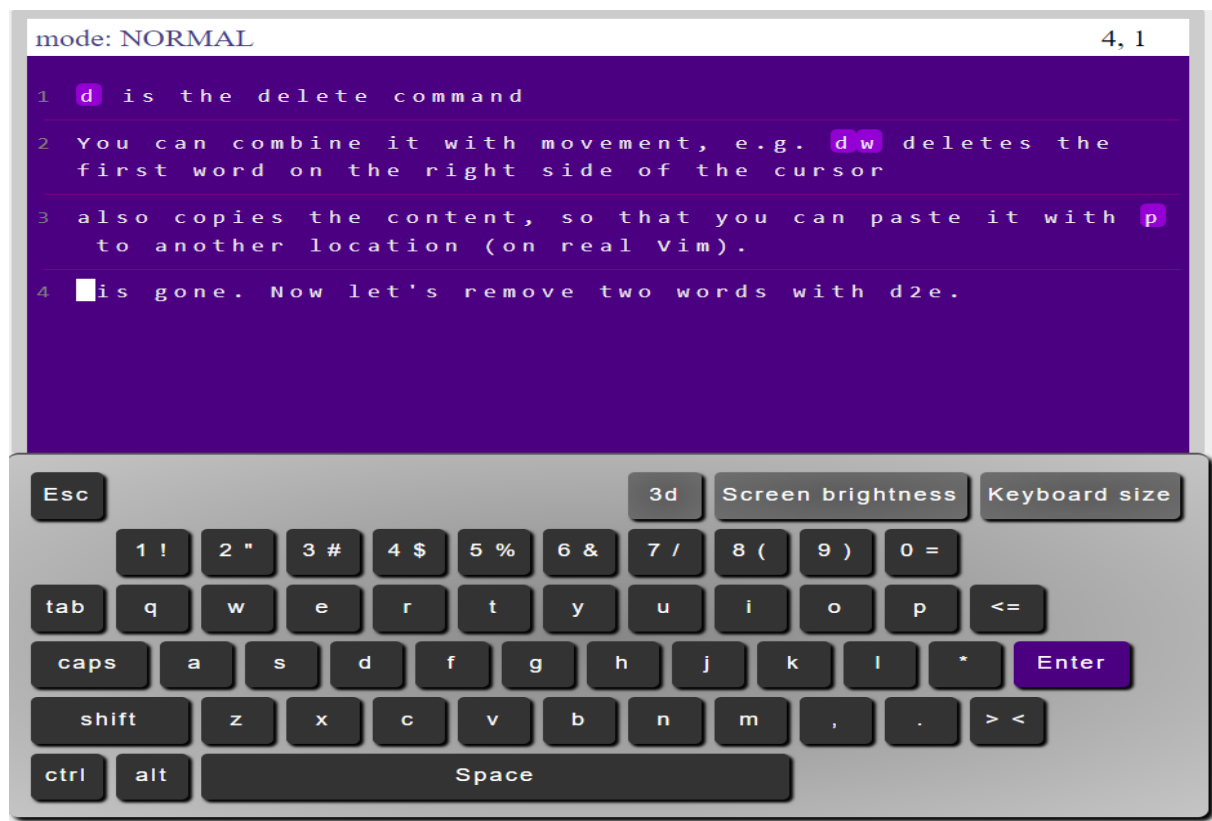 mode: NORMAL 4, 1
1 d is the delete command
2 You can combine it with movement, e.g. dw deletes the
first word on the right side of the cursor
3 also copies the content, so that you can paste it with p
to another location (on real Vim).
4 is gone. Now let's remove two words with d2e.
Esc 3d Screen brightness Keyboard size
1 ! 2 " 3 # 4 $ 5 % 6 & 7 / 8 ( 9 ) 0 =
tab q w e r t y u i o p <=
caps a s d f g h j k l * Enter
shift z x c v b n m , . > <
ctrl alt Space